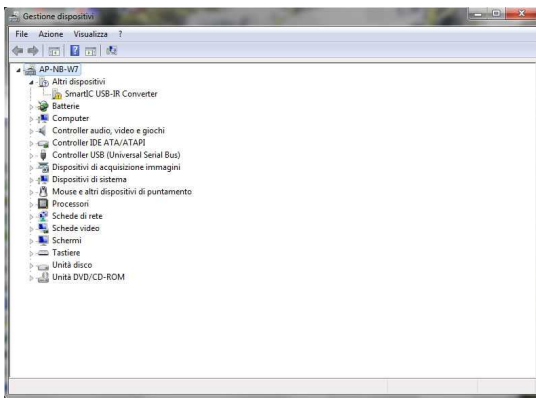 Gestione dispositivi
File Azione Visualizza ?
AP-NB-W7
Altri dispositivi
SmartIC USB-IR Converter
Batterie
Computer
Controller audio, video e giochi
Controller IDE ATA/ATAPI
Controller USB (Universal Serial Bus)
Dispositivi di acquisizione immagini
Dispositivi di sistema
Mouse e altri dispositivi di puntamento
Processori
Schede di rete
Schede video
Schermi
Tastiere
Unità disco
Unità DVD/CD-ROM